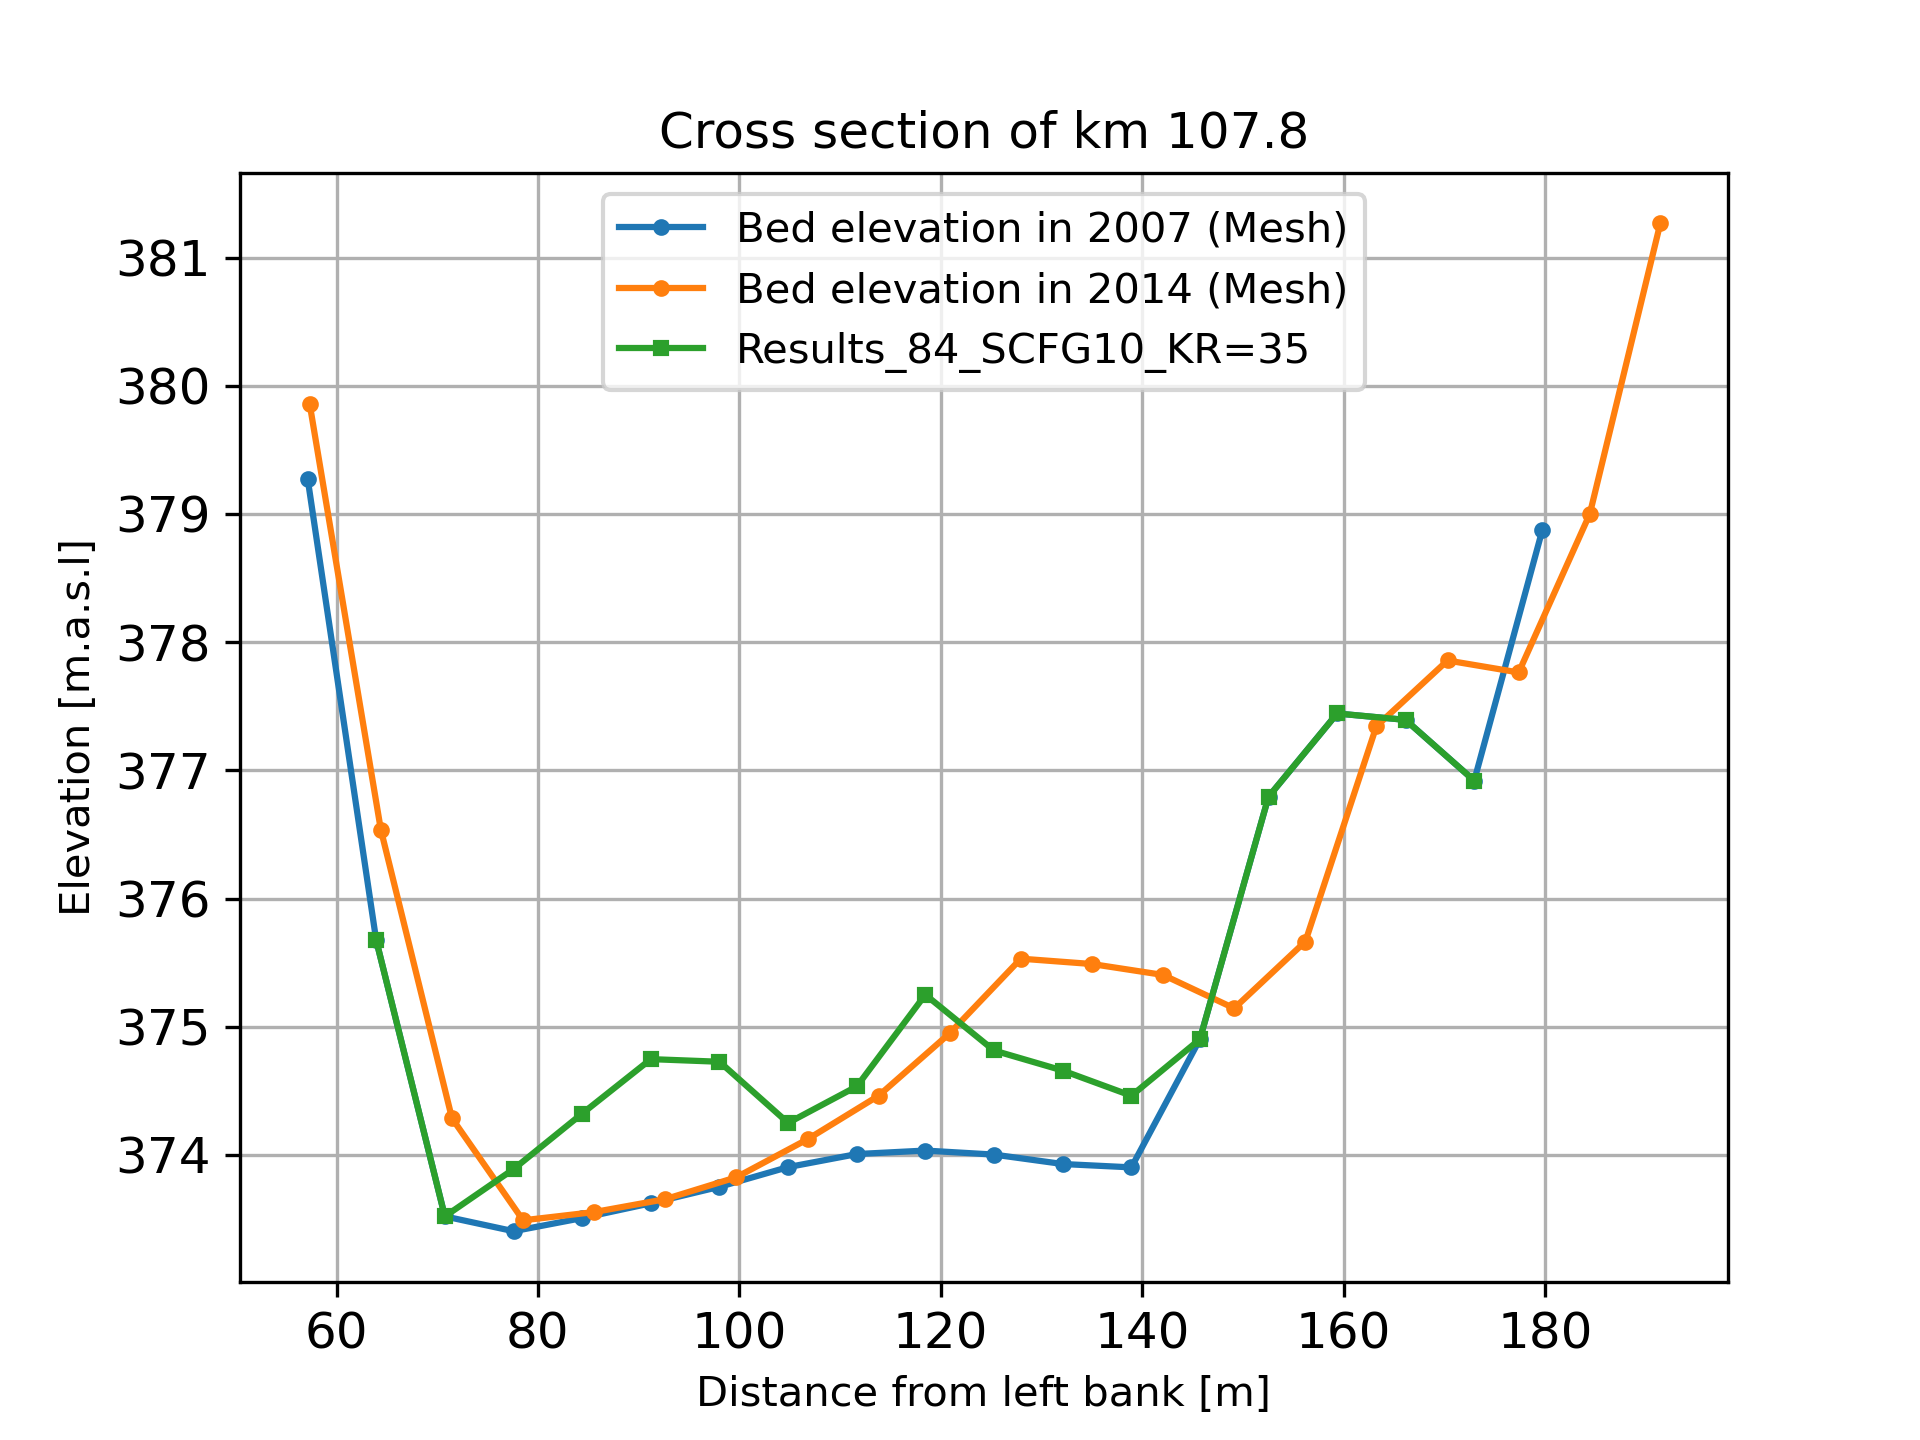 Cross section of km 107.8
Bed elevation in 2007 (Mesh)
Bed elevation in 2014 (Mesh)
Results_84_SCFG10_KR=35
Elevation [m.a.s.l]
381
380
379
378
377
376
375
374
60 80 100 120 140 160 180
Distance from left bank [m]